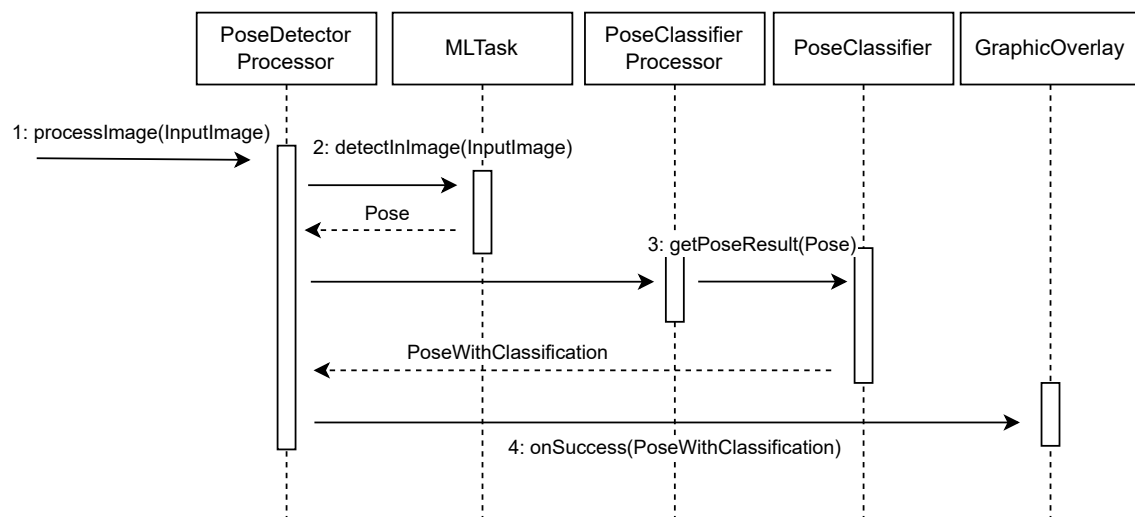 PoseDetector
Processor
MLTask
PoseClassifier
Processor
PoseClassifier
GraphicOverlay
1: processImage(InputImage)
2: detectInImage(InputImage)
Pose
3: getPoseResult(Pose)
PoseWithClassification
4: onSuccess(PoseWithClassification)